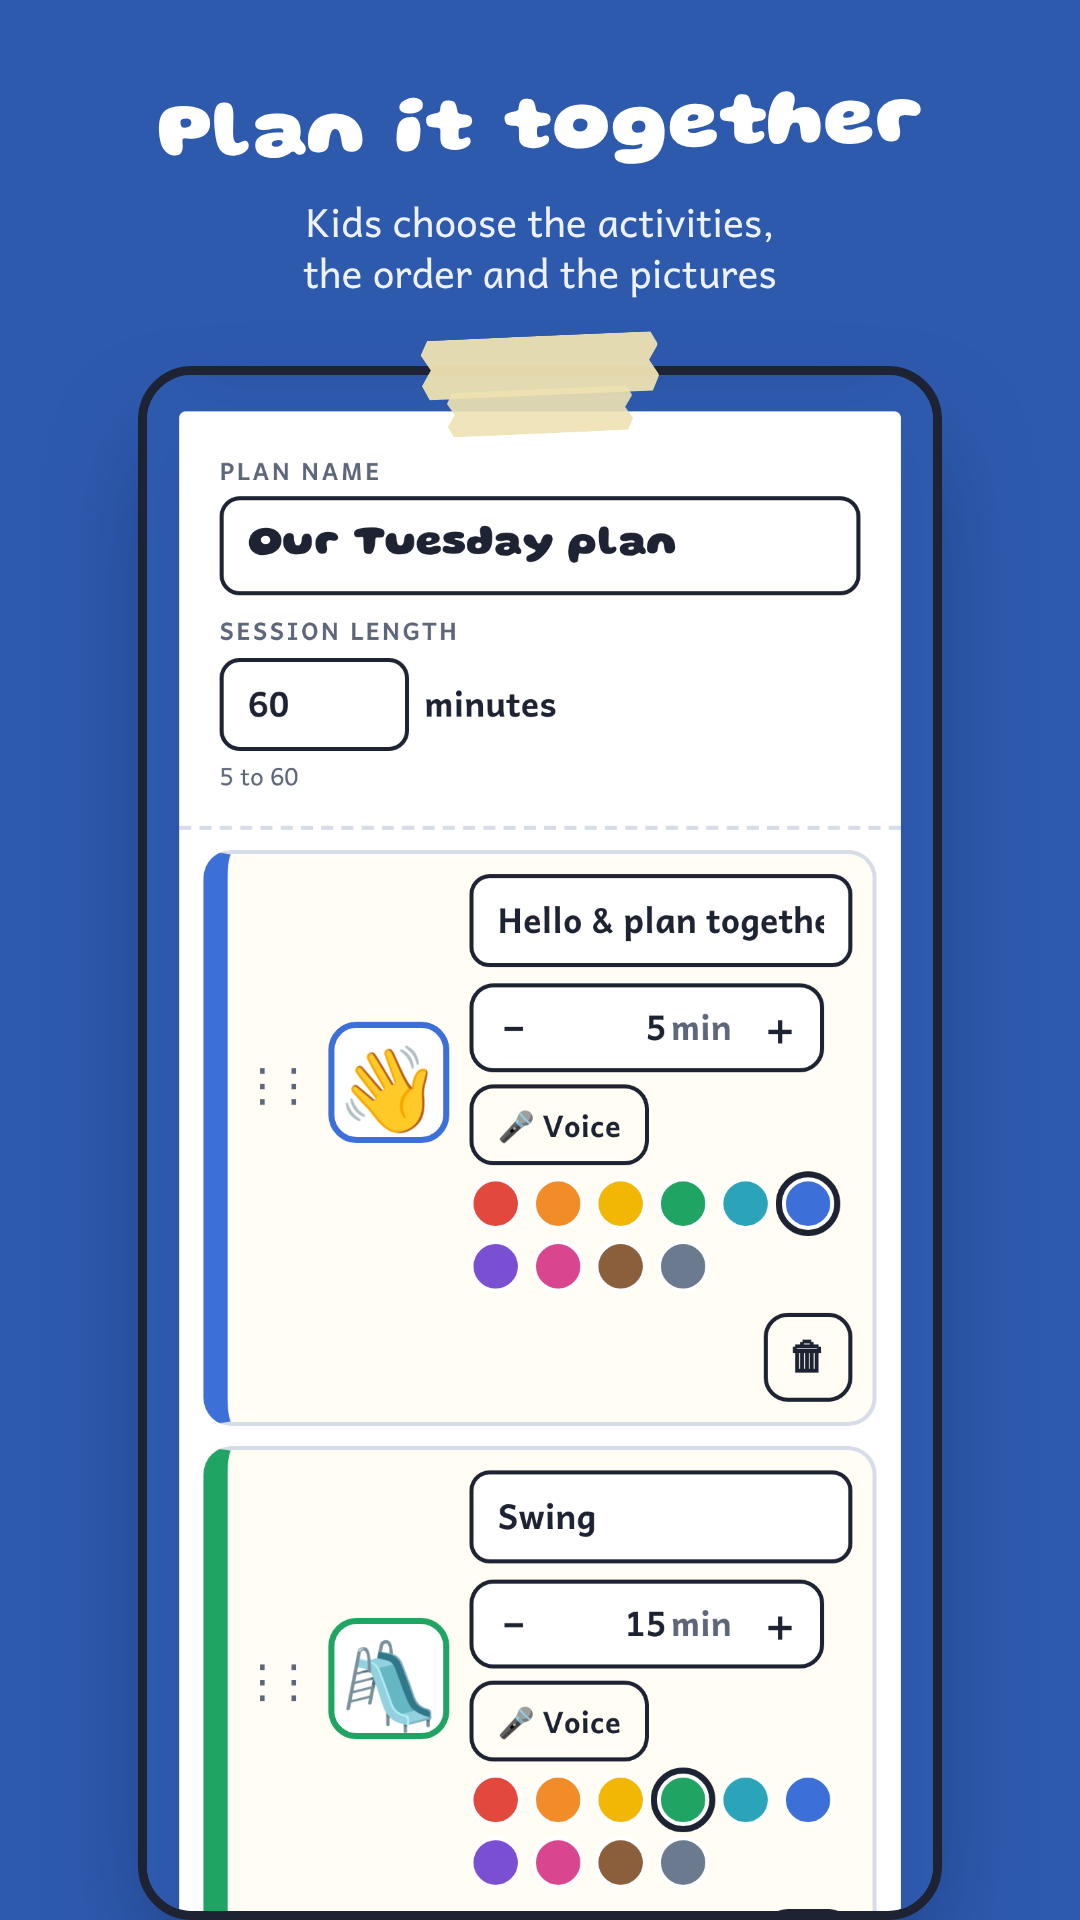 Plan it together
Kids choose the activities,
the order and the pictures
PLAN NAME
Our Tuesday plan
SESSION LENGTH
60 minutes
5 to 60
Hello & plan togethe
− 5 min +
🎤 Voice
Swing
− 15 min +
🎤 Voice